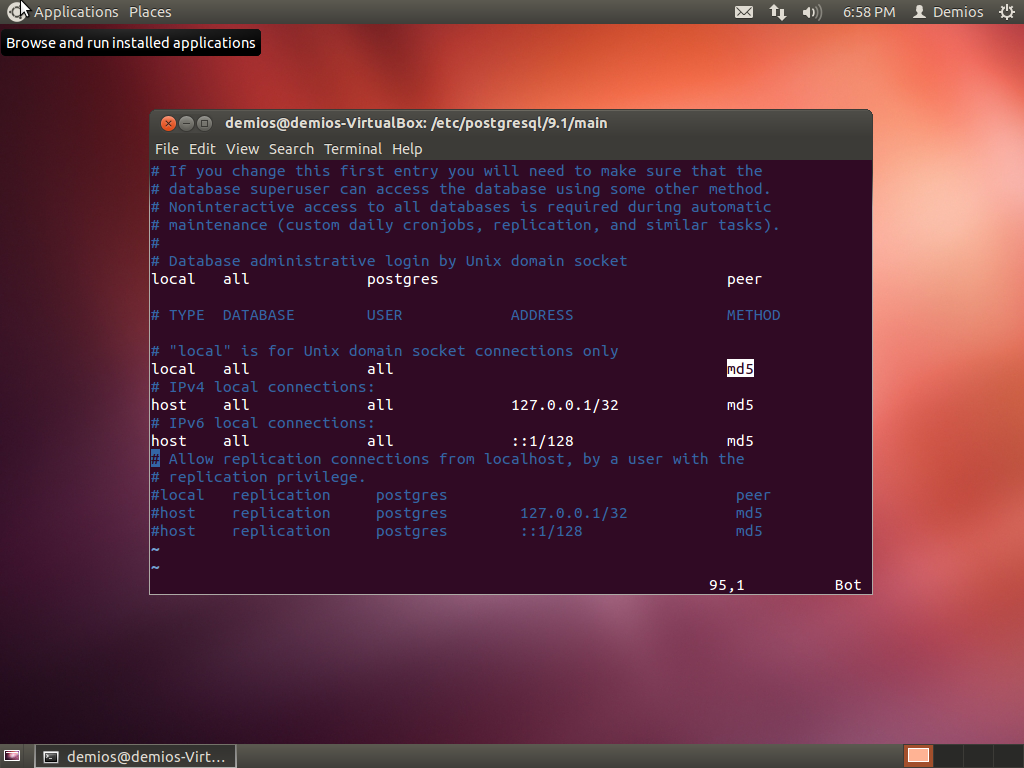 Applications Places 6:58 PM Demios
Browse and run installed applications
demios@demios-VirtualBox: /etc/postgresql/9.1/main
File Edit View Search Terminal Help
# If you change this first entry you will need to make sure that the
# database superuser can access the database using some other method.
# Noninteractive access to all databases is required during automatic
# maintenance (custom daily cronjobs, replication, and similar tasks).
#
# Database administrative login by Unix domain socket
local all postgres peer
# TYPE DATABASE USER ADDRESS METHOD
# "local" is for Unix domain socket connections only
local all all md5
# IPv4 local connections:
host all all 127.0.0.1/32 md5
# IPv6 local connections:
host all all ::1/128 md5
# Allow replication connections from localhost, by a user with the
# replication privilege.
#local replication postgres peer
#host replication postgres 127.0.0.1/32 md5
#host replication postgres ::1/128 md5
~
~
95,1 Bot
demios@demios-Virt...